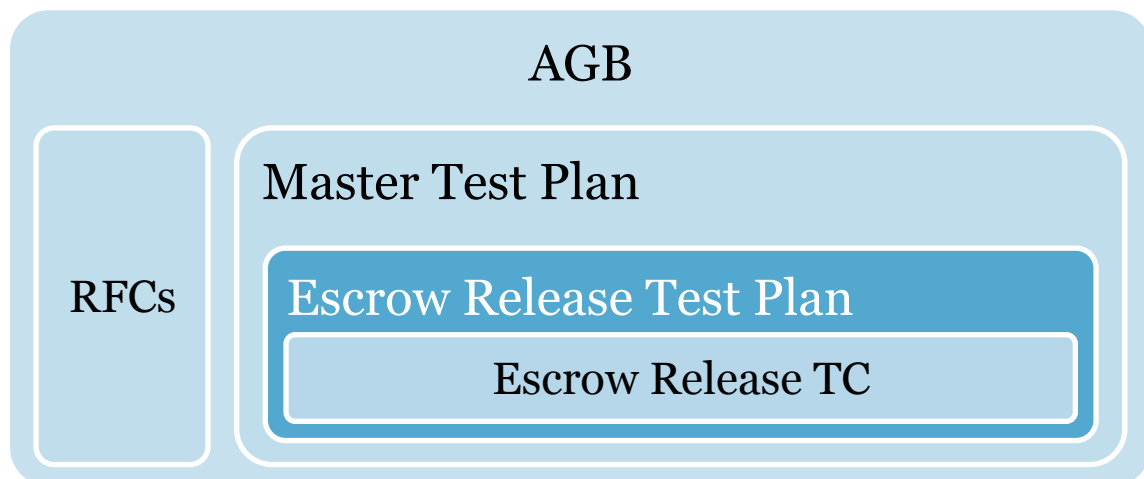 AGB
Master Test Plan
RFCs
Escrow Release Test Plan
Escrow Release TC